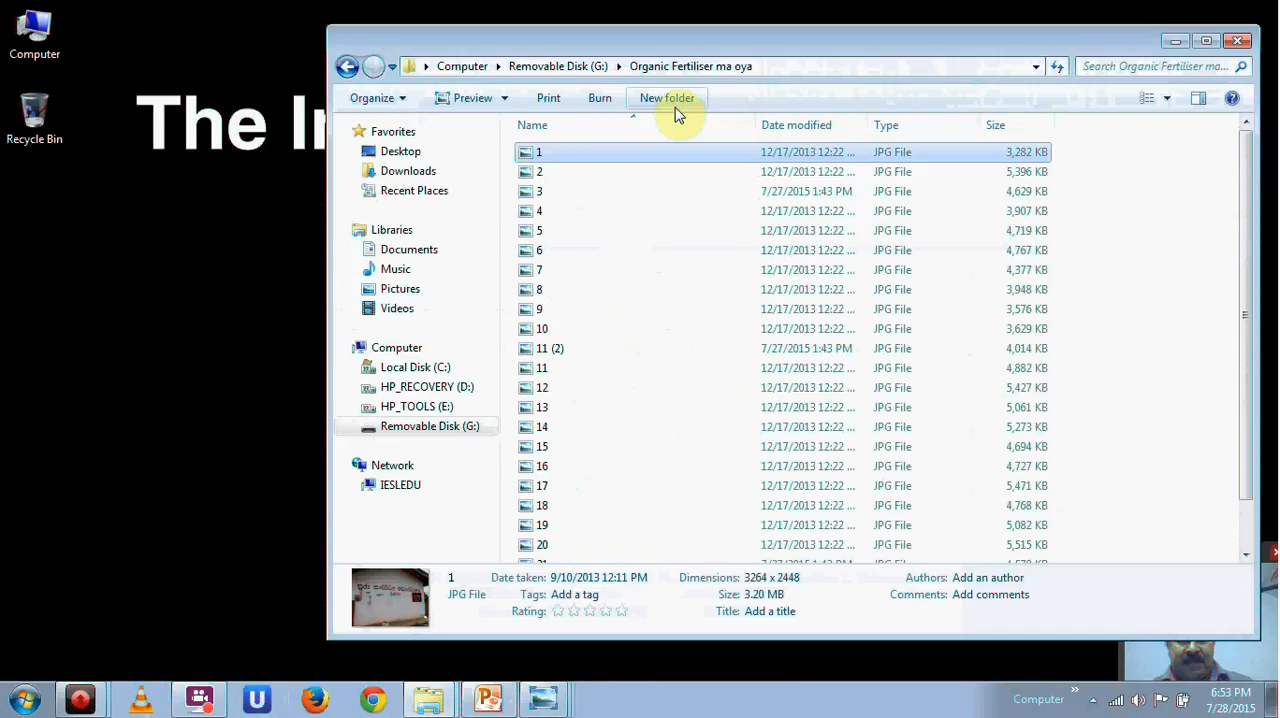 Computer
Recycle Bin
The I
Computer
Removable Disk (G:)
Organic Fertiliser ma oya
Search Organic Fertiliser ma...
Organize
Preview
Print
Burn
New folder
Name
Date modified
Type
Size
Favorites
Desktop
Downloads
Recent Places
Libraries
Documents
Music
Pictures
Videos
Computer
Local Disk (C:)
HP_RECOVERY (D:)
HP_TOOLS (E:)
Removable Disk (G:)
Network
IESLEDU
1 12/17/2013 12:22 ... JPG File 3,282 KB
2 12/17/2013 12:22 ... JPG File 5,396 KB
3 7/27/2015 1:43 PM JPG File 4,629 KB
4 12/17/2013 12:22 ... JPG File 3,907 KB
5 12/17/2013 12:22 ... JPG File 4,719 KB
6 12/17/2013 12:22 ... JPG File 4,767 KB
7 12/17/2013 12:22 ... JPG File 4,377 KB
8 12/17/2013 12:22 ... JPG File 3,948 KB
9 12/17/2013 12:22 ... JPG File 3,576 KB
10 12/17/2013 12:22 ... JPG File 3,629 KB
11 (2) 7/27/2015 1:43 PM JPG File 4,014 KB
11 12/17/2013 12:22 ... JPG File 4,882 KB
12 12/17/2013 12:22 ... JPG File 5,427 KB
13 12/17/2013 12:22 ... JPG File 5,061 KB
14 12/17/2013 12:22 ... JPG File 5,273 KB
15 12/17/2013 12:22 ... JPG File 4,694 KB
16 12/17/2013 12:22 ... JPG File 4,727 KB
17 12/17/2013 12:22 ... JPG File 5,471 KB
18 12/17/2013 12:22 ... JPG File 4,768 KB
19 12/17/2013 12:22 ... JPG File 5,082 KB
20 12/17/2013 12:22 ... JPG File 5,515 KB
1 Date taken: 9/10/2013 12:11 PM Dimensions: 3264 x 2448 Authors: Add an author
JPG File Tags: Add a tag Size: 3.20 MB Comments: Add comments
Rating: Title: Add a title
Computer
6:53 PM
7/28/2015